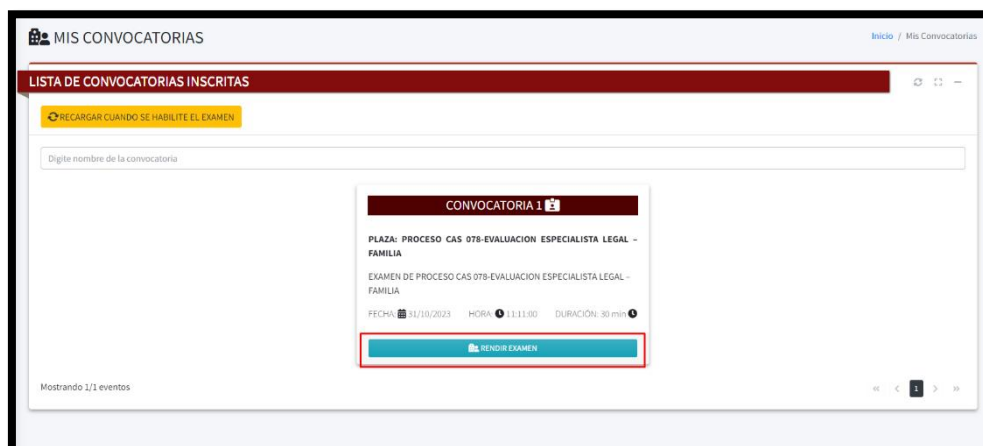 MIS CONVOCATORIAS
Inicio / Mis Convocatorias
LISTA DE CONVOCATORIAS INSCRITAS
RECARGAR CUANDO SE HABILITE EL EXAMEN
Digite nombre de la convocatoria
CONVOCATORIA 1
PLAZA: PROCESO CAS 078-EVALUACION ESPECIALISTA LEGAL –
FAMILIA
EXAMEN DE PROCESO CAS 078-EVALUACION ESPECIALISTA LEGAL –
FAMILIA
FECHA: 31/10/2023 HORA: 11:11:00 DURACIÓN: 30 min
RENDIR EXAMEN
Mostrando 1/1 eventos
« < 1 > »